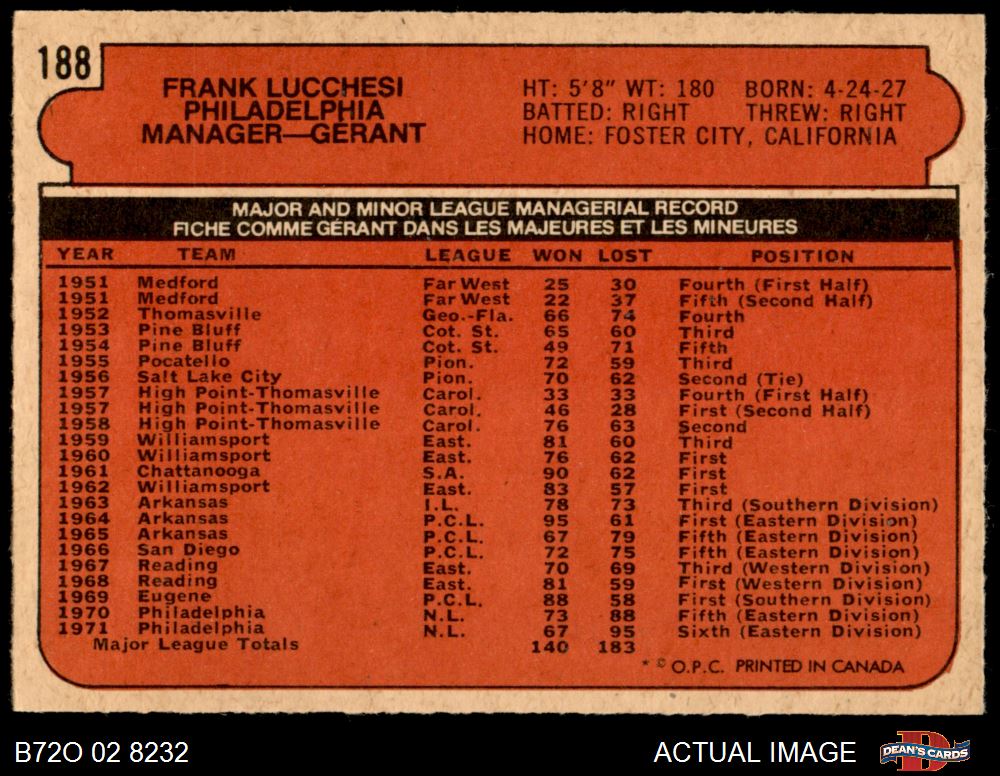 188
FRANK LUCCHESI
PHILADELPHIA
MANAGER—GÉRANT
HT: 5'8" WT: 180 BORN: 4-24-27
BATTED: RIGHT THREW: RIGHT
HOME: FOSTER CITY, CALIFORNIA
MAJOR AND MINOR LEAGUE MANAGERIAL RECORD
FICHE COMME GÉRANT DANS LES MAJEURES ET LES MINEURES
YEAR TEAM LEAGUE WON LOST POSITION
1951 Medford Far West 25 30 Fourth (First Half)
1951 Medford Far West 22 37 Fifth (Second Half)
1952 Thomasville Geo.-Fla. 66 74 Fourth
1953 Pine Bluff Cot. St. 65 60 Third
1954 Pine Bluff Cot. St. 49 71 Fifth
1955 Pocatello Pion. 72 59 Third
1956 Salt Lake City Pion. 70 62 Second (Tie)
1957 High Point-Thomasville Carol. 33 33 Fourth (First Half)
1957 High Point-Thomasville Carol. 46 28 First (Second Half)
1958 High Point-Thomasville Carol. 76 63 Second
1959 Williamsport East. 81 60 Third
1960 Williamsport East. 76 62 First
1961 Chattanooga S.A. 90 62 First
1962 Williamsport East. 83 57 First
1963 Arkansas I.L. 78 73 Third (Southern Division)
1964 Arkansas P.C.L. 95 61 First (Eastern Division)
1965 Arkansas P.C.L. 67 79 Fifth (Eastern Division)
1966 San Diego P.C.L. 72 75 Fifth (Eastern Division)
1967 Reading East. 70 69 Third (Western Division)
1968 Reading East. 81 59 First (Western Division)
1969 Eugene P.C.L. 88 58 First (Southern Division)
1970 Philadelphia N.L. 73 88 Fifth (Eastern Division)
1971 Philadelphia N.L. 67 95 Sixth (Eastern Division)
Major League Totals 140 183
* © O.P.C. PRINTED IN CANADA
B72O 02 8232
ACTUAL IMAGE
D
DEAN'S CARDS